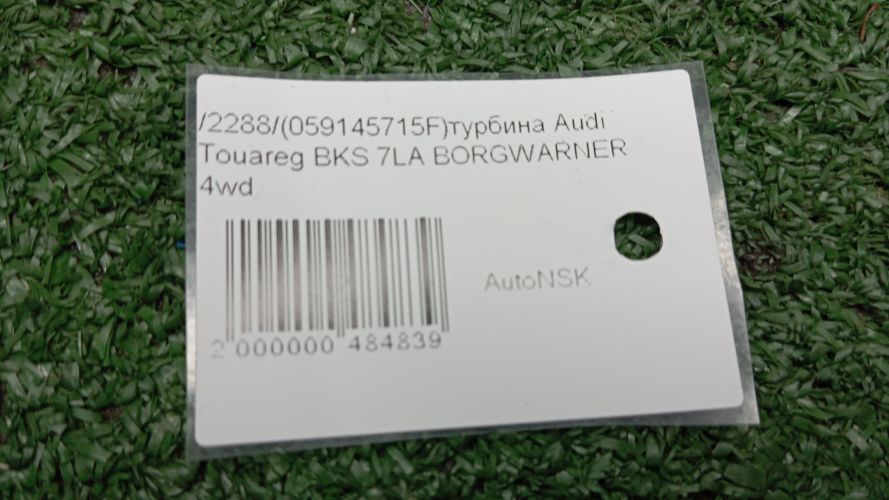 /2288/(059145715F)турбина Audi
Touareg BKS 7LA BORGWARNER
4wd
AutoNSK
2 000000 484839